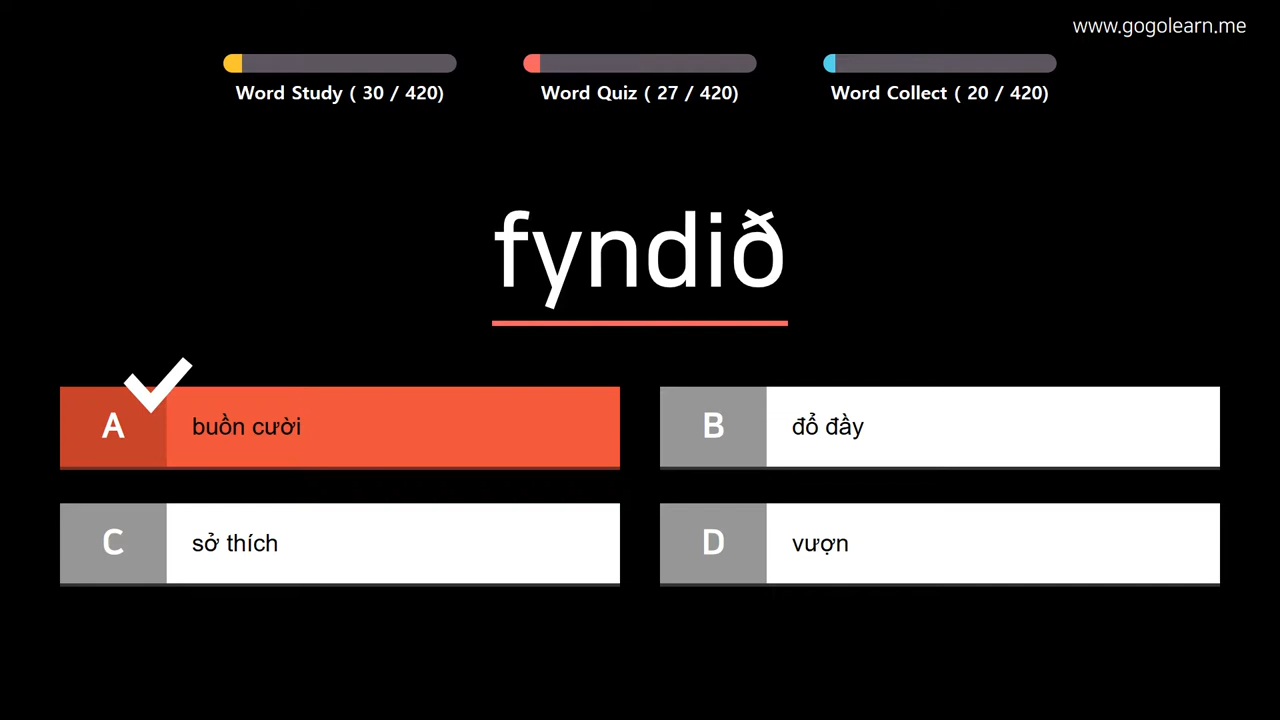 www.gogolearn.me
Word Study ( 30 / 420)
Word Quiz ( 27 / 420)
Word Collect ( 20 / 420)
fyndið
A buồn cười
B đổ đầy
C sở thích
D vượn